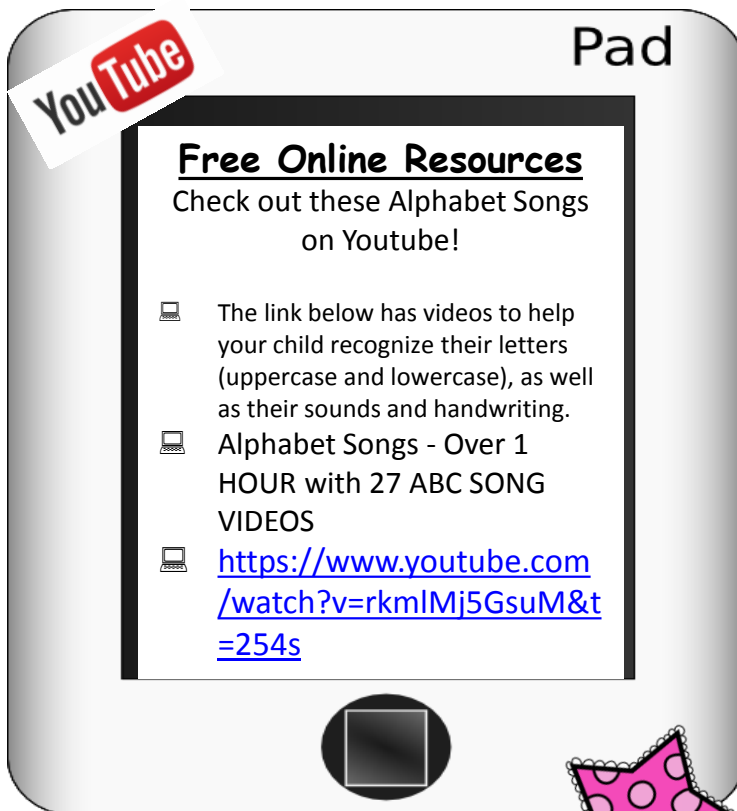 Pad
YouTube
Free Online Resources
Check out these Alphabet Songs
on Youtube!
The link below has videos to help
your child recognize their letters
(uppercase and lowercase), as well
as their sounds and handwriting.
Alphabet Songs - Over 1
HOUR with 27 ABC SONG
VIDEOS
https://www.youtube.com
/watch?v=rkmlMj5GsuM&t
=254s